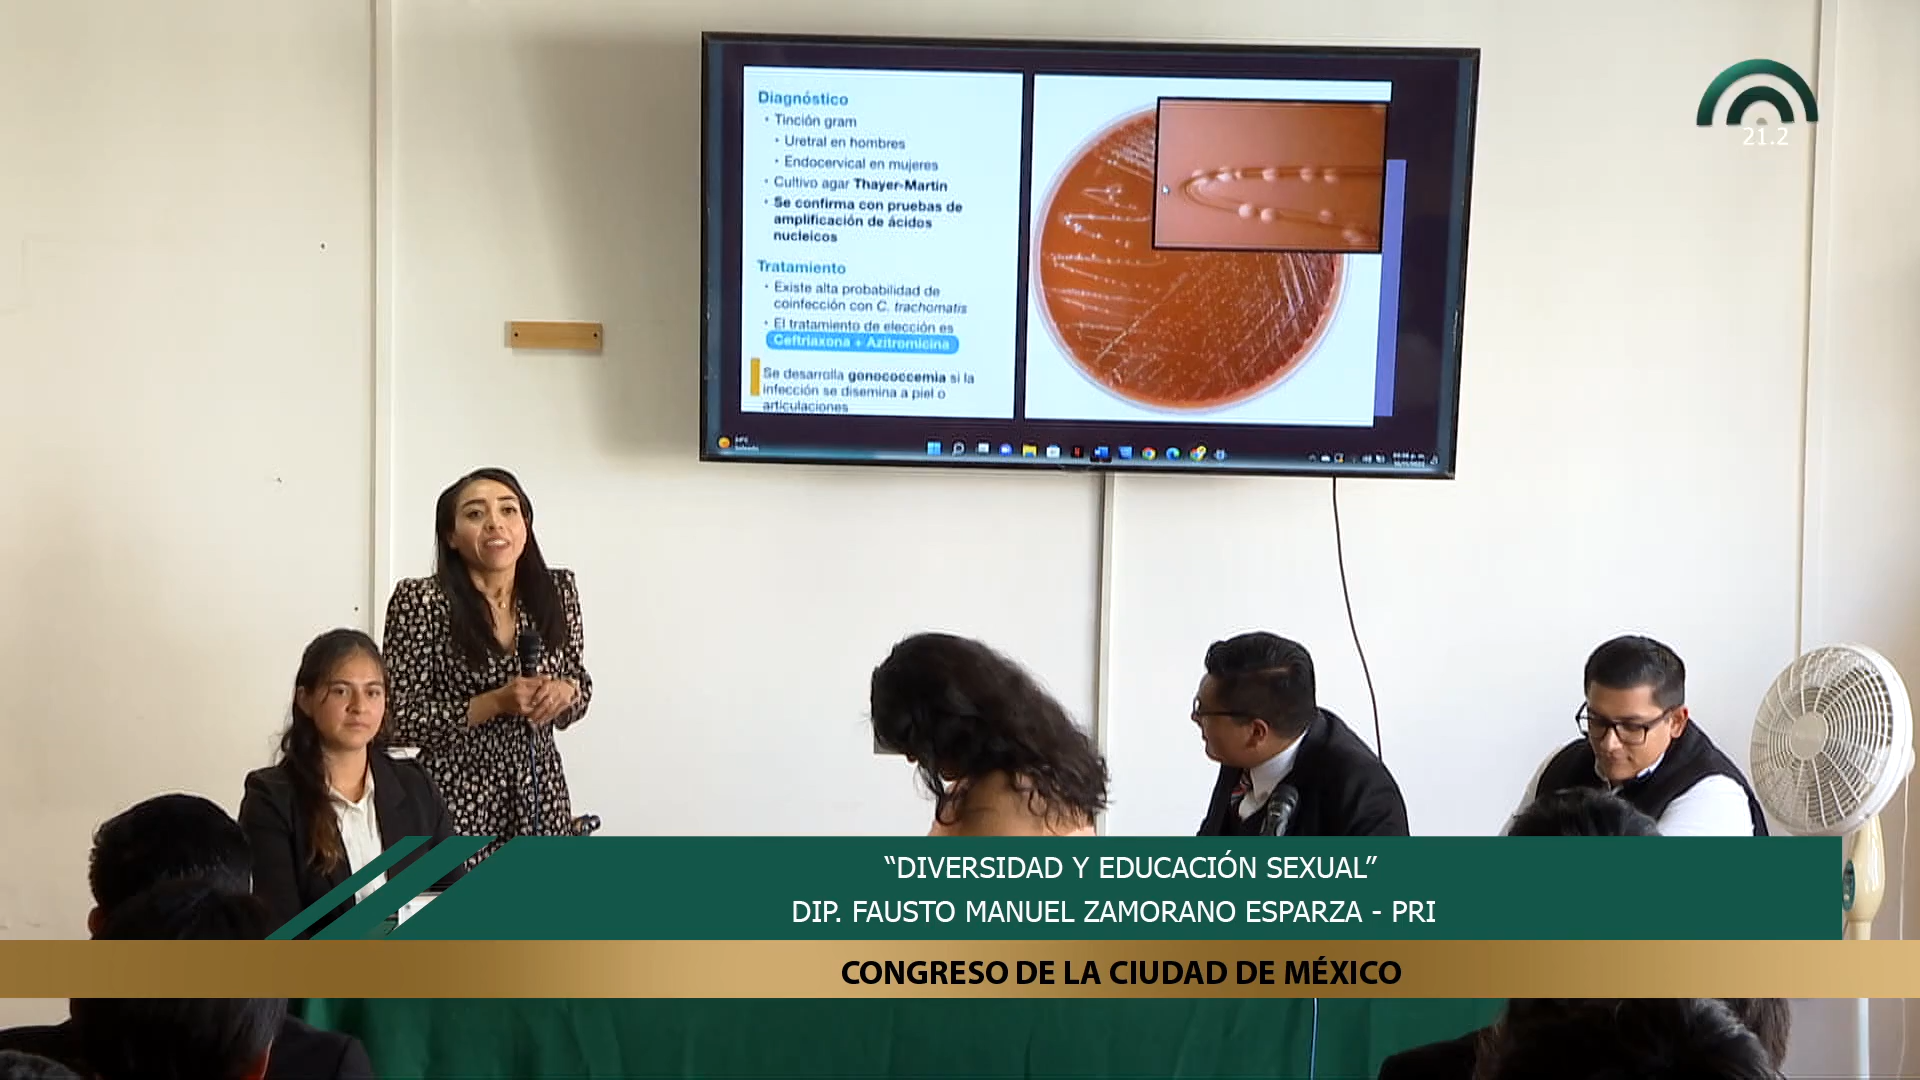 Diagnóstico
• Tinción gram
• Uretral en hombres
• Endocervical en mujeres
• Cultivo agar Thayer-Martin
• Se confirma con pruebas de
amplificación de ácidos
nucleicos
Tratamiento
• Existe alta probabilidad de
coinfección con C. trachomatis
• El tratamiento de elección es
Ceftriaxona + Azitromicina
Se desarrolla gonococcemia si la
infección se disemina a piel o
articulaciones
21.2
“DIVERSIDAD Y EDUCACIÓN SEXUAL”
DIP. FAUSTO MANUEL ZAMORANO ESPARZA - PRI
CONGRESO DE LA CIUDAD DE MÉXICO